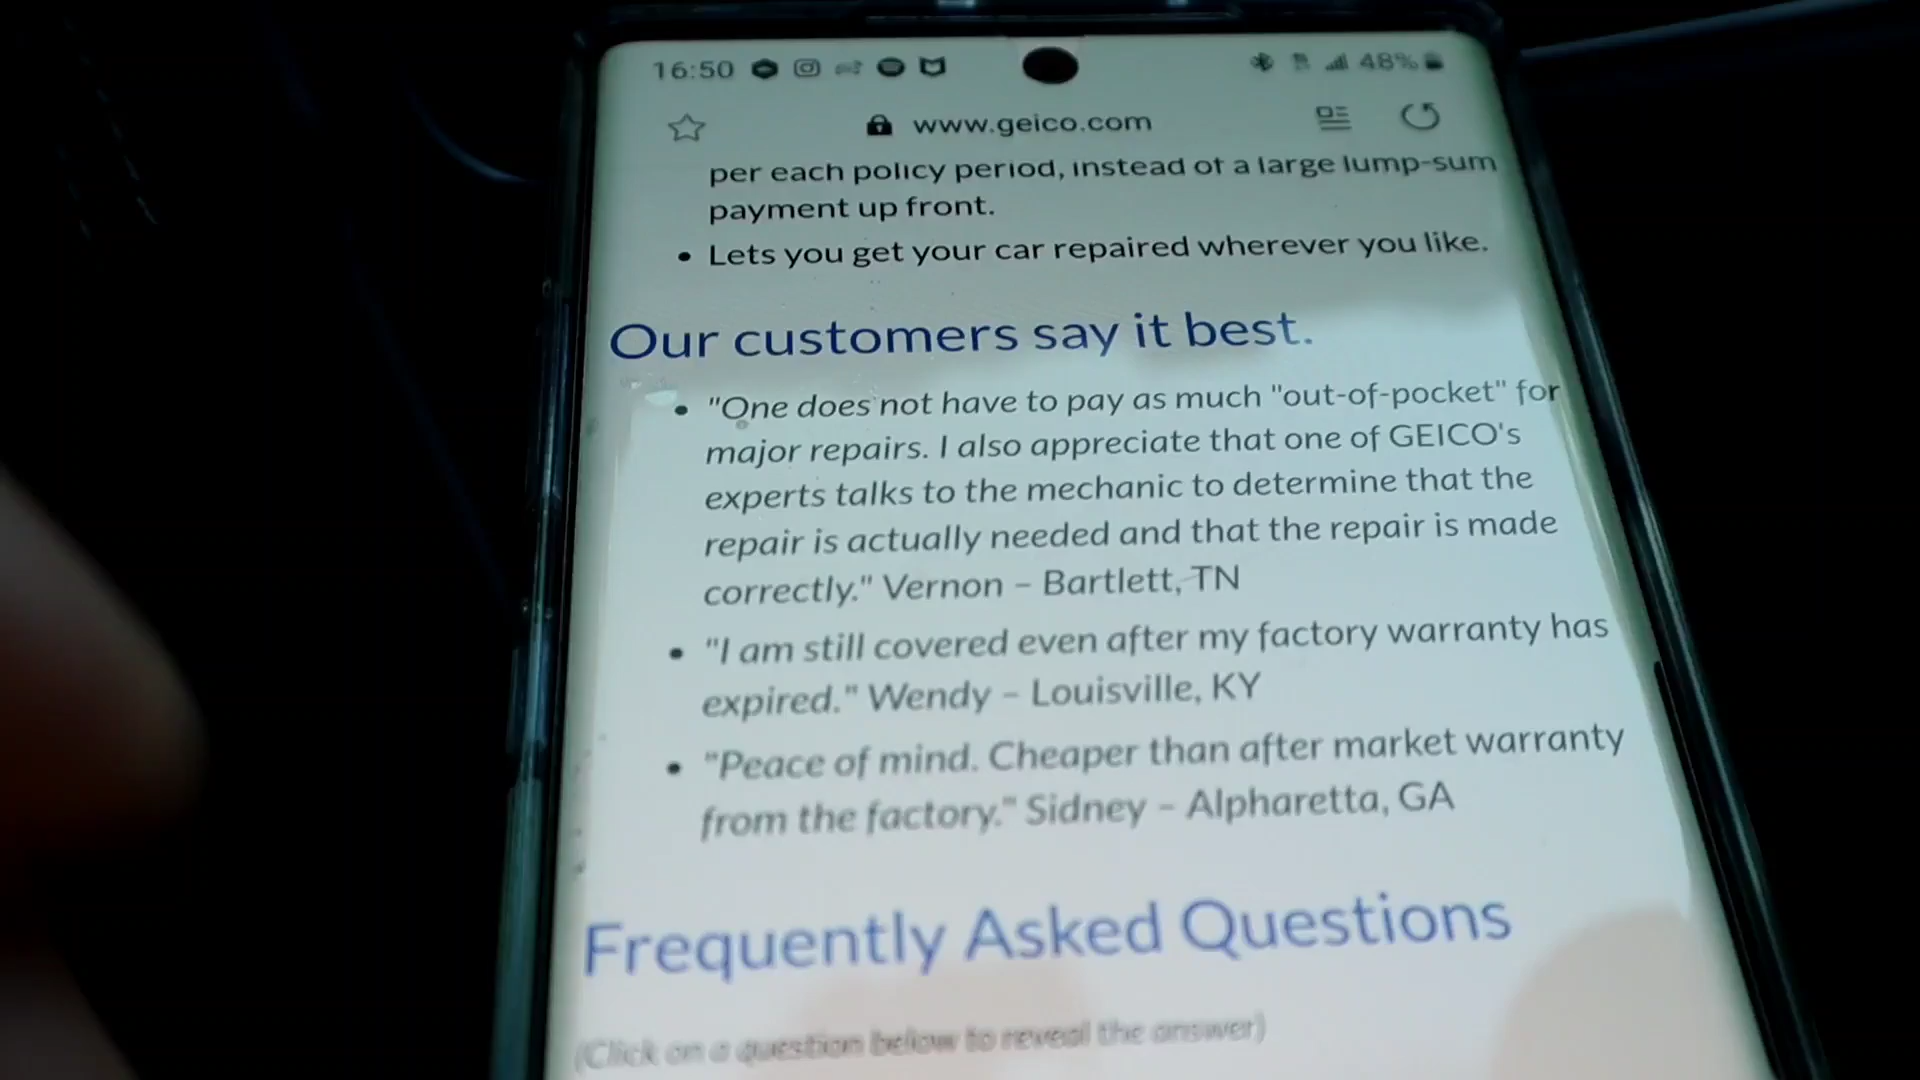 16:50 48%
www.geico.com
per each policy period, instead of a large lump-sum
payment up front.
• Lets you get your car repaired wherever you like.
Our customers say it best.
• "One does not have to pay as much "out-of-pocket" for
major repairs. I also appreciate that one of GEICO's
experts talks to the mechanic to determine that the
repair is actually needed and that the repair is made
correctly." Vernon – Bartlett, TN
• "I am still covered even after my factory warranty has
expired." Wendy – Louisville, KY
• "Peace of mind. Cheaper than after market warranty
from the factory." Sidney – Alpharetta, GA
Frequently Asked Questions
(Click on a question below to reveal the answer)